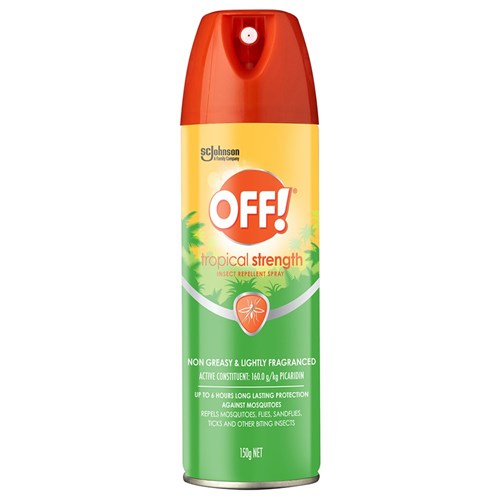 SC Johnson
A Family Company
OFF!
tropical strength
INSECT REPELLENT SPRAY
NON GREASY & LIGHTLY FRAGRANCED
ACTIVE CONSTITUENT: 160.0 g/kg PICARIDIN
UP TO 6 HOURS LONG LASTING PROTECTION
AGAINST MOSQUITOES
REPELS MOSQUITOES, FLIES, SANDFLIES,
TICKS AND OTHER BITING INSECTS
150g NET